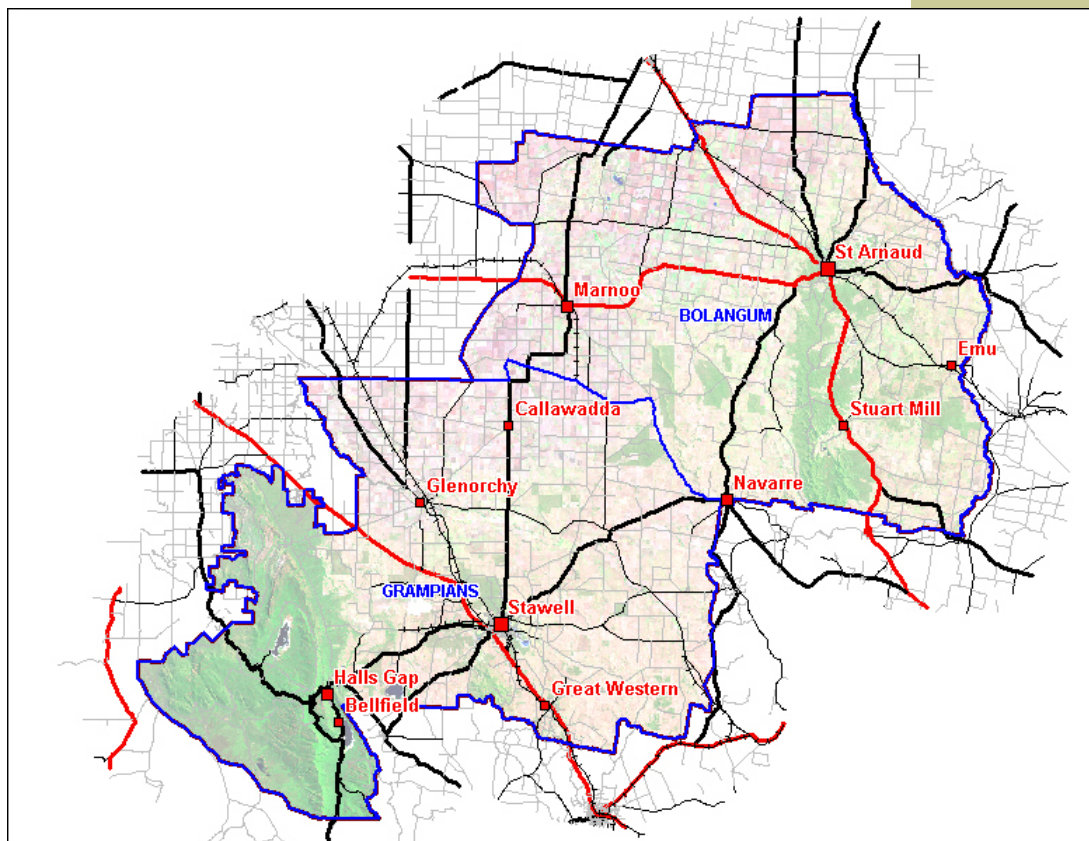 St Arnaud
Marnoo
BOLANGUM
Emu
Callawadda
Stuart Mill
Glenorchy
Navarre
GRAMPIANS
Stawell
Halls Gap
Great Western
Bellfield